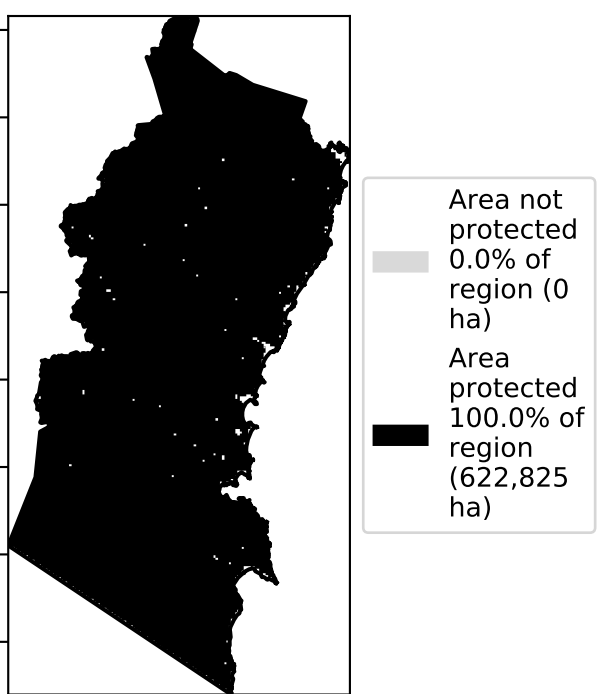 Area not
protected
0.0% of
region (0
ha)
Area
protected
100.0% of
region
(622,825
ha)